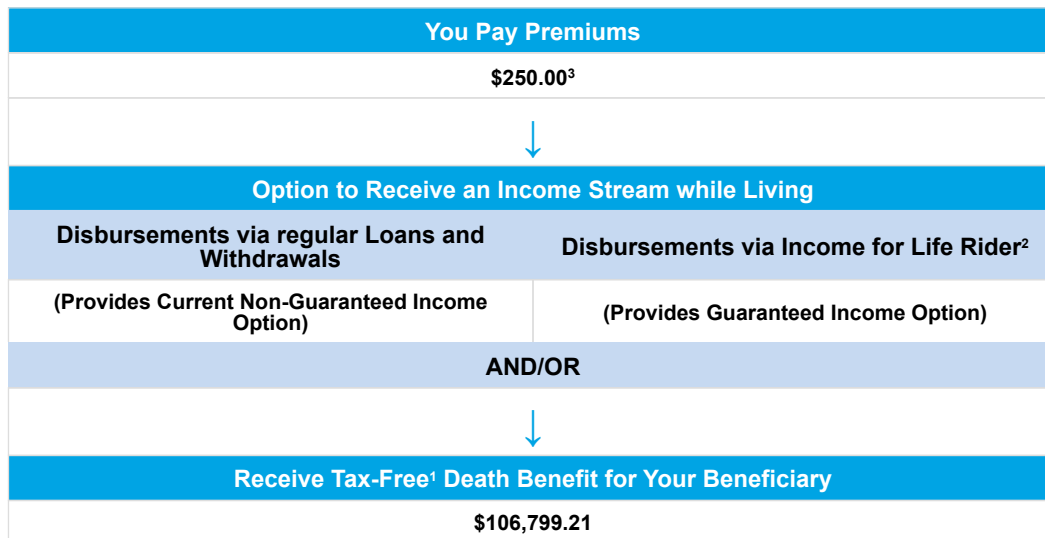 You Pay Premiums
$250.00³
↓
Option to Receive an Income Stream while Living
Disbursements via regular Loans and
Withdrawals
Disbursements via Income for Life Rider²
(Provides Current Non-Guaranteed Income
Option)
(Provides Guaranteed Income Option)
AND/OR
↓
Receive Tax-Free¹ Death Benefit for Your Beneficiary
$106,799.21